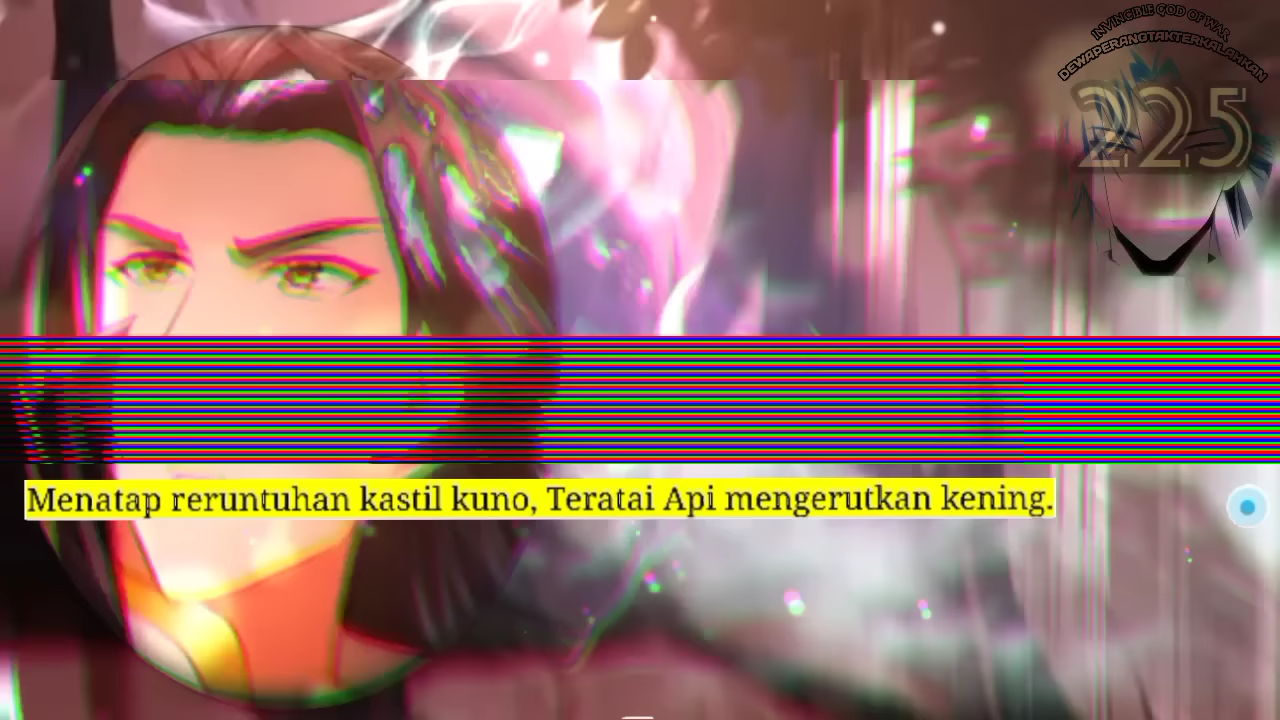 INVINCIBLE GOD OF WAR
DEWAPERANGTAKTERKALAHKAN
225
Menatap reruntuhan kastil kuno, Teratai Api mengerutkan kening.